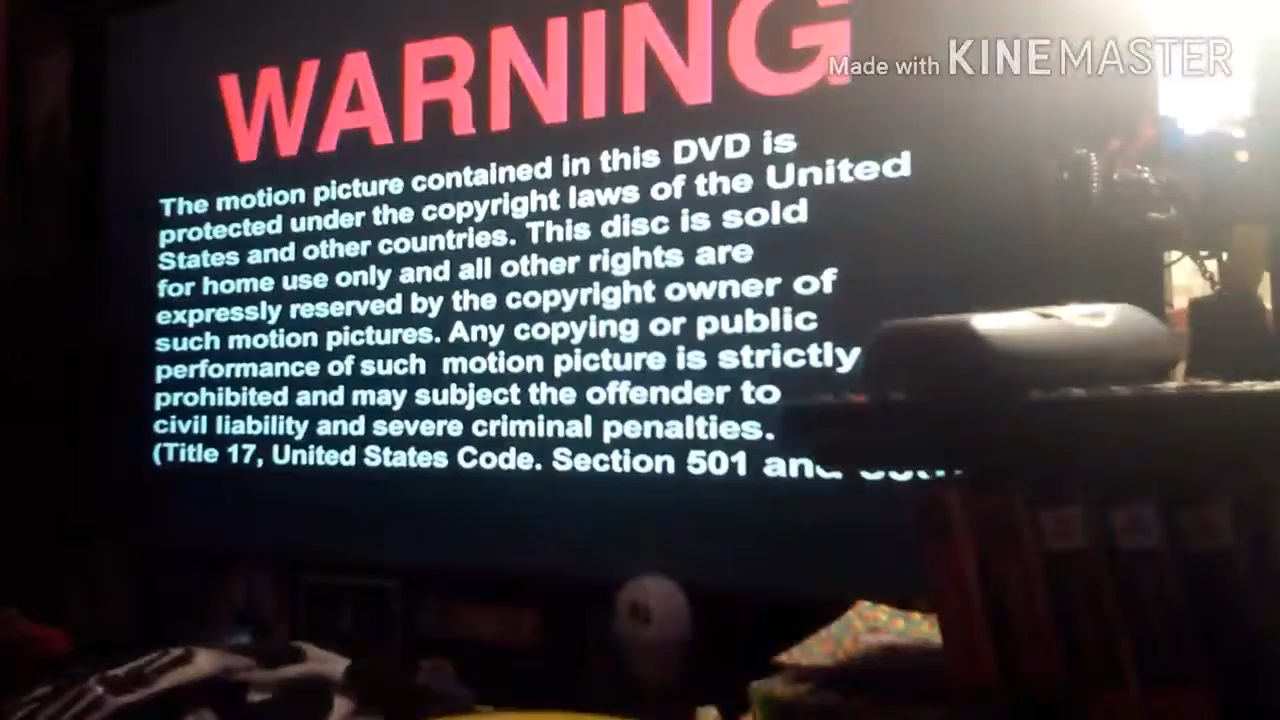 WARNING
Made with KINEMASTER
The motion picture contained in this DVD is
protected under the copyright laws of the United
States and other countries. This disc is sold
for home use only and all other rights are
expressly reserved by the copyright owner of
such motion pictures. Any copying or public
performance of such motion picture is strictly
prohibited and may subject the offender to
civil liability and severe criminal penalties.
(Title 17, United States Code. Section 501 and